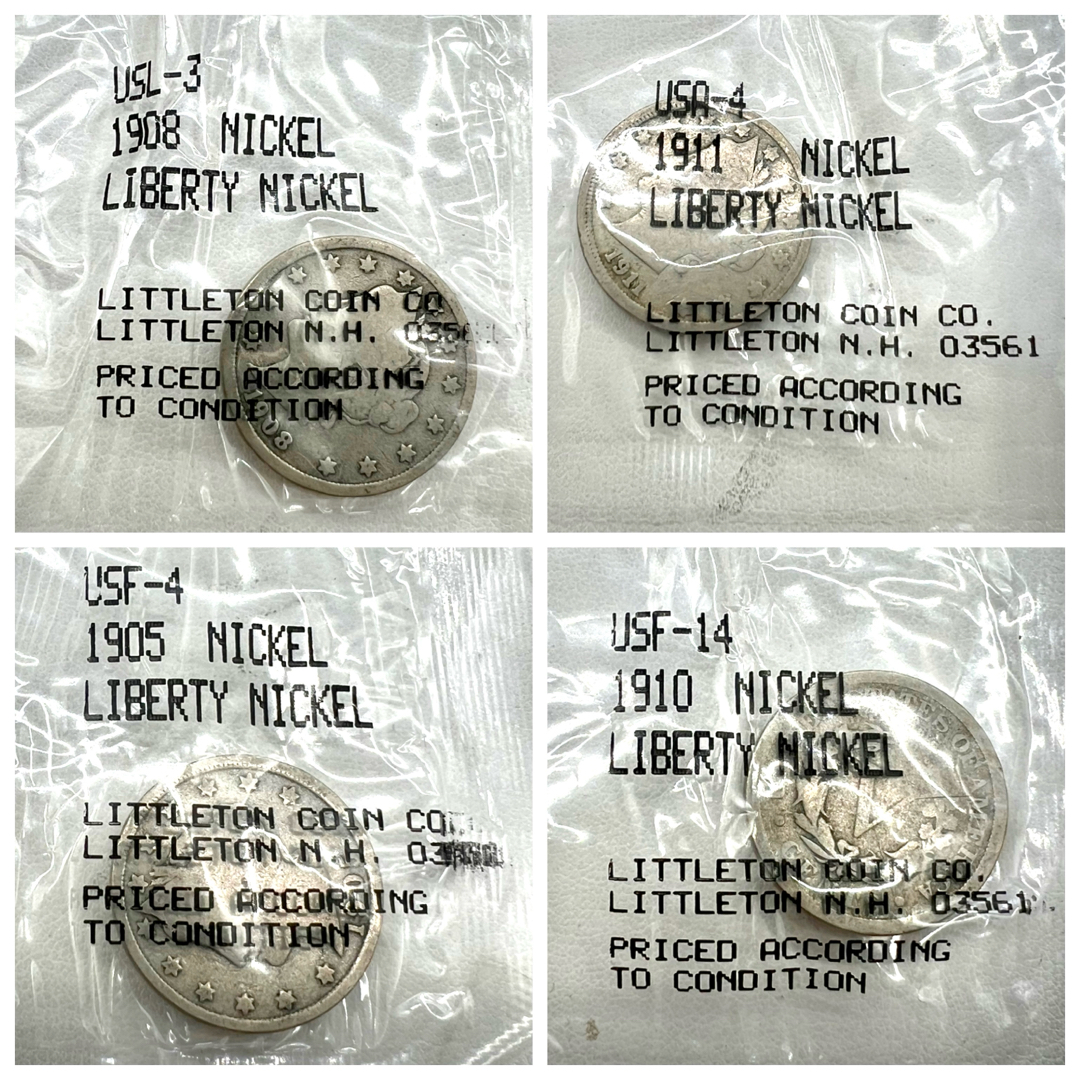 USL-3
1908 NICKEL
LIBERTY NICKEL
LITTLETON COIN CO
LITTLETON N.H.
PRICED ACCORDING
TO CONDITION
1908
USA-4
1911 NICKEL
LIBERTY NICKEL
1911
LITTLETON COIN CO.
LITTLETON N.H. 03561
PRICED ACCORDING
TO CONDITION
USF-4
1905 NICKEL
LIBERTY NICKEL
LITTLETON COIN CO
LITTLETON N.H.
PRICED ACCORDING
TO CONDITION
USF-14
1910 NICKEL
LIBERTY NICKEL
LITTLETON COIN CO.
LITTLETON N.H. 03561
PRICED ACCORDING
TO CONDITION